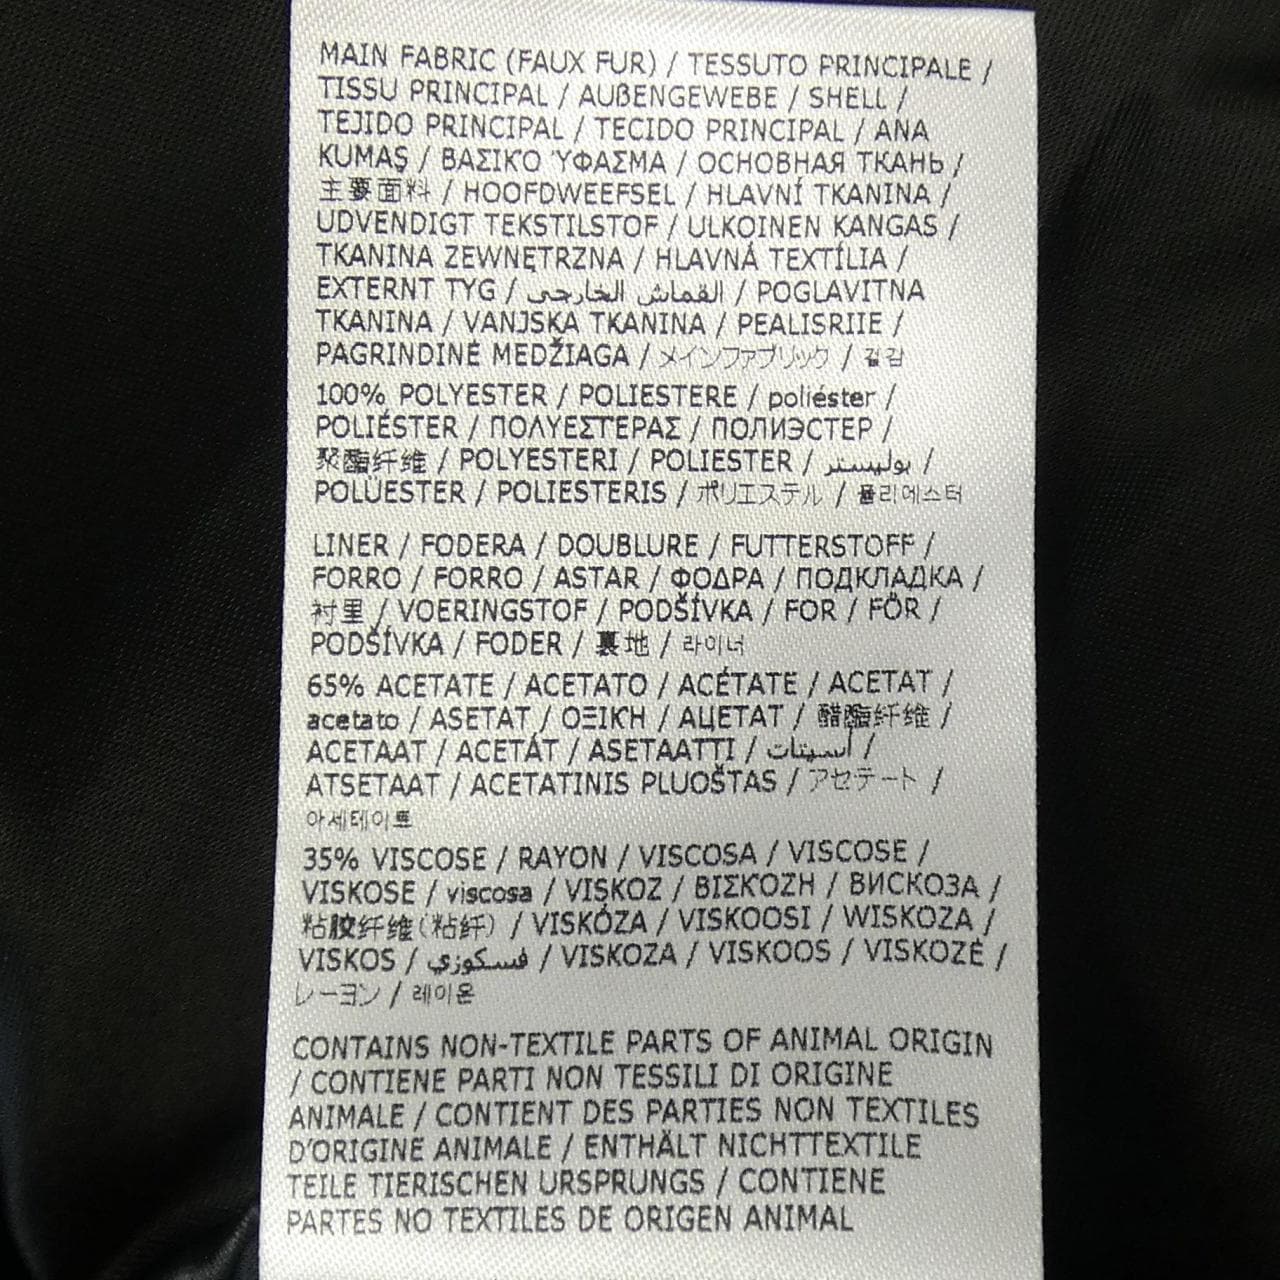 MAIN FABRIC (FAUX FUR) / TESSUTO PRINCIPALE /
TISSU PRINCIPAL / AUßENGEWEBE / SHELL /
TEJIDO PRINCIPAL / TECIDO PRINCIPAL / ANA
KUMAŞ / ΒΑΣΙΚΌ ΎΦΑΣΜΑ / ОСНОВНАЯ ТКАНЬ /
主要面料 / HOOFDWEEFSEL / HLAVNÍ TKANINA /
UDVENDIGT TEKSTILSTOF / ULKOINEN KANGAS /
TKANINA ZEWNĘTRZNA / HLAVNÁ TEXTÍLIA /
EXTERNT TYG / القماش الخارجى / POGLAVITNA
TKANINA / VANJSKA TKANINA / PEALISRIIE /
PAGRINDINĖ MEDŽIAGA / メインファブリック / 겉감
100% POLYESTER / POLIESTERE / poliéster /
POLIÉSTER / ΠΟΛΥΕΣΤΕΡΑΣ / ПОЛИЭСТЕР /
聚酯纤维 / POLYESTERI / POLIESTER / بوليستر /
POLÜESTER / POLIESTERIS / ポリエステル / 폴리에스터
LINER / FODERA / DOUBLURE / FUTTERSTOFF /
FORRO / FORRO / ASTAR / ΦΟΔΡΑ / ПОДКЛАДКА /
衬里 / VOERINGSTOF / PODŠÍVKA / FOR / FÖR /
PODŠÍVKA / FODER / 裏地 / 라이너
65% ACETATE / ACETATO / ACÉTATE / ACETAT /
acetato / ASETAT / ΟΞΙΚΉ / АЦЕТАТ / 醋酯纤维 /
ACETAAT / ACETÁT / ASETAATTI / أسيتات /
ATSETAAT / ACETATINIS PLUOŠTAS / アセテート /
아세테이트
35% VISCOSE / RAYON / VISCOSA / VISCOSE /
VISKOSE / viscosa / VISKOZ / ΒΙΣΚΌΖΗ / ВИСКОЗА /
粘胶纤维(粘纤) / VISKÓZA / VISKOOSI / WISKOZA /
VISKOS / فسكوزي / VISKOZA / VISKOOS / VISKOZĖ /
レーヨン / 레이온
CONTAINS NON-TEXTILE PARTS OF ANIMAL ORIGIN
/ CONTIENE PARTI NON TESSILI DI ORIGINE
ANIMALE / CONTIENT DES PARTIES NON TEXTILES
D'ORIGINE ANIMALE / ENTHÄLT NICHTTEXTILE
TEILE TIERISCHEN URSPRUNGS / CONTIENE
PARTES NO TEXTILES DE ORIGEN ANIMAL